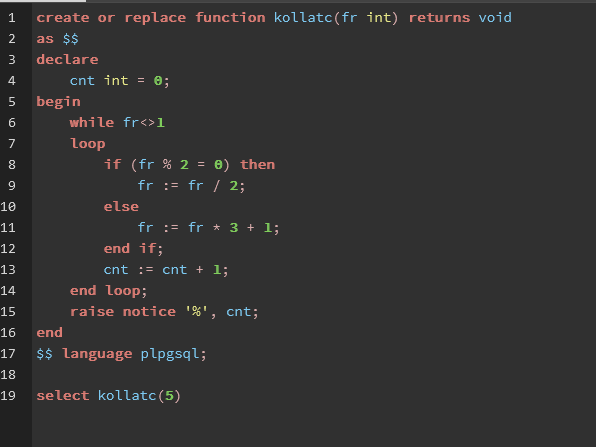 1 create or replace function kollatc(fr int) returns void
2 as $$
3 declare
4     cnt int = 0;
5 begin
6     while fr<>1
7     loop
8         if (fr % 2 = 0) then
9             fr := fr / 2;
10         else
11             fr := fr * 3 + 1;
12         end if;
13         cnt := cnt + 1;
14     end loop;
15     raise notice '%', cnt;
16 end
17 $$ language plpgsql;
18
19 select kollatc(5)